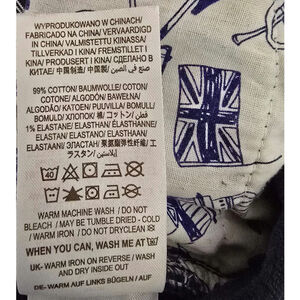 WYPRODUKOWANO W CHINACH/
FABRICADO NA CHINA/ VERVAARDIGD
IN CHINA/ VALMISTETTU KIINASSA/
TILLVERKAD I KINA/ FREMSTILLET I
KINA/ PRODUSERT I KINA/ СДЕЛАНО В
КИТАЕ/ 中国製/ 中国制造/ صنع في الصين
99% COTTON/ BAUMWOLLE/ COTON/
COTONE/ ALGODÓN/ BAWEŁNA/
ALGODÃO/ KATOEN/ PUUVILLA/ BOMULL/
BOMULD/ ХЛОПОК/ 棉/ コットン/ قطن
1% ELASTANE/ ELASTHAN/ ÉLASTHANNE/
ELASTAN/ ELASTANO/ ELASTAAN/
ЭЛАСТАН/ 聚氨酯弹性纤维/ エ
ラスタン/ إيلاستين
40
WARM MACHINE WASH / DO NOT
BLEACH / MAY BE TUMBLE DRIED - COLD
/ WARM IRON / DO NOT DRYCLEAN
WHEN YOU CAN, WASH ME AT 30
UK- WARM IRON ON REVERSE / WASH
AND DRY INSIDE OUT
DE- AUF LINKS BÜGELN / AUF